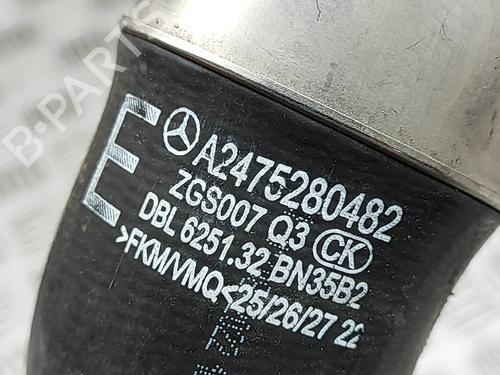 B-PARTS
E A2475280482
ZGS007 Q3 CK
DBL 6251.32 BN35B2
>FKM/VMQ< 25/26/27 22